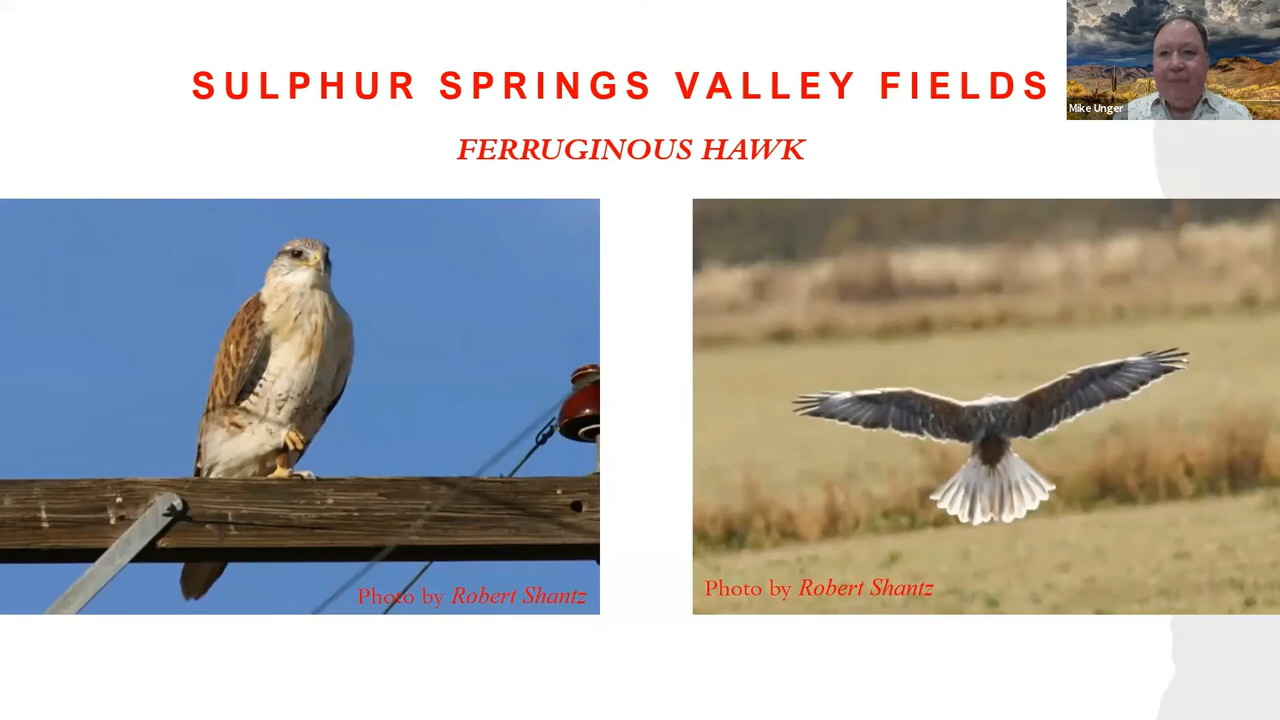 SULPHUR SPRINGS VALLEY FIELDS
Mike Unger
FERRUGINOUS HAWK
Photo by Robert Shantz
Photo by Robert Shantz